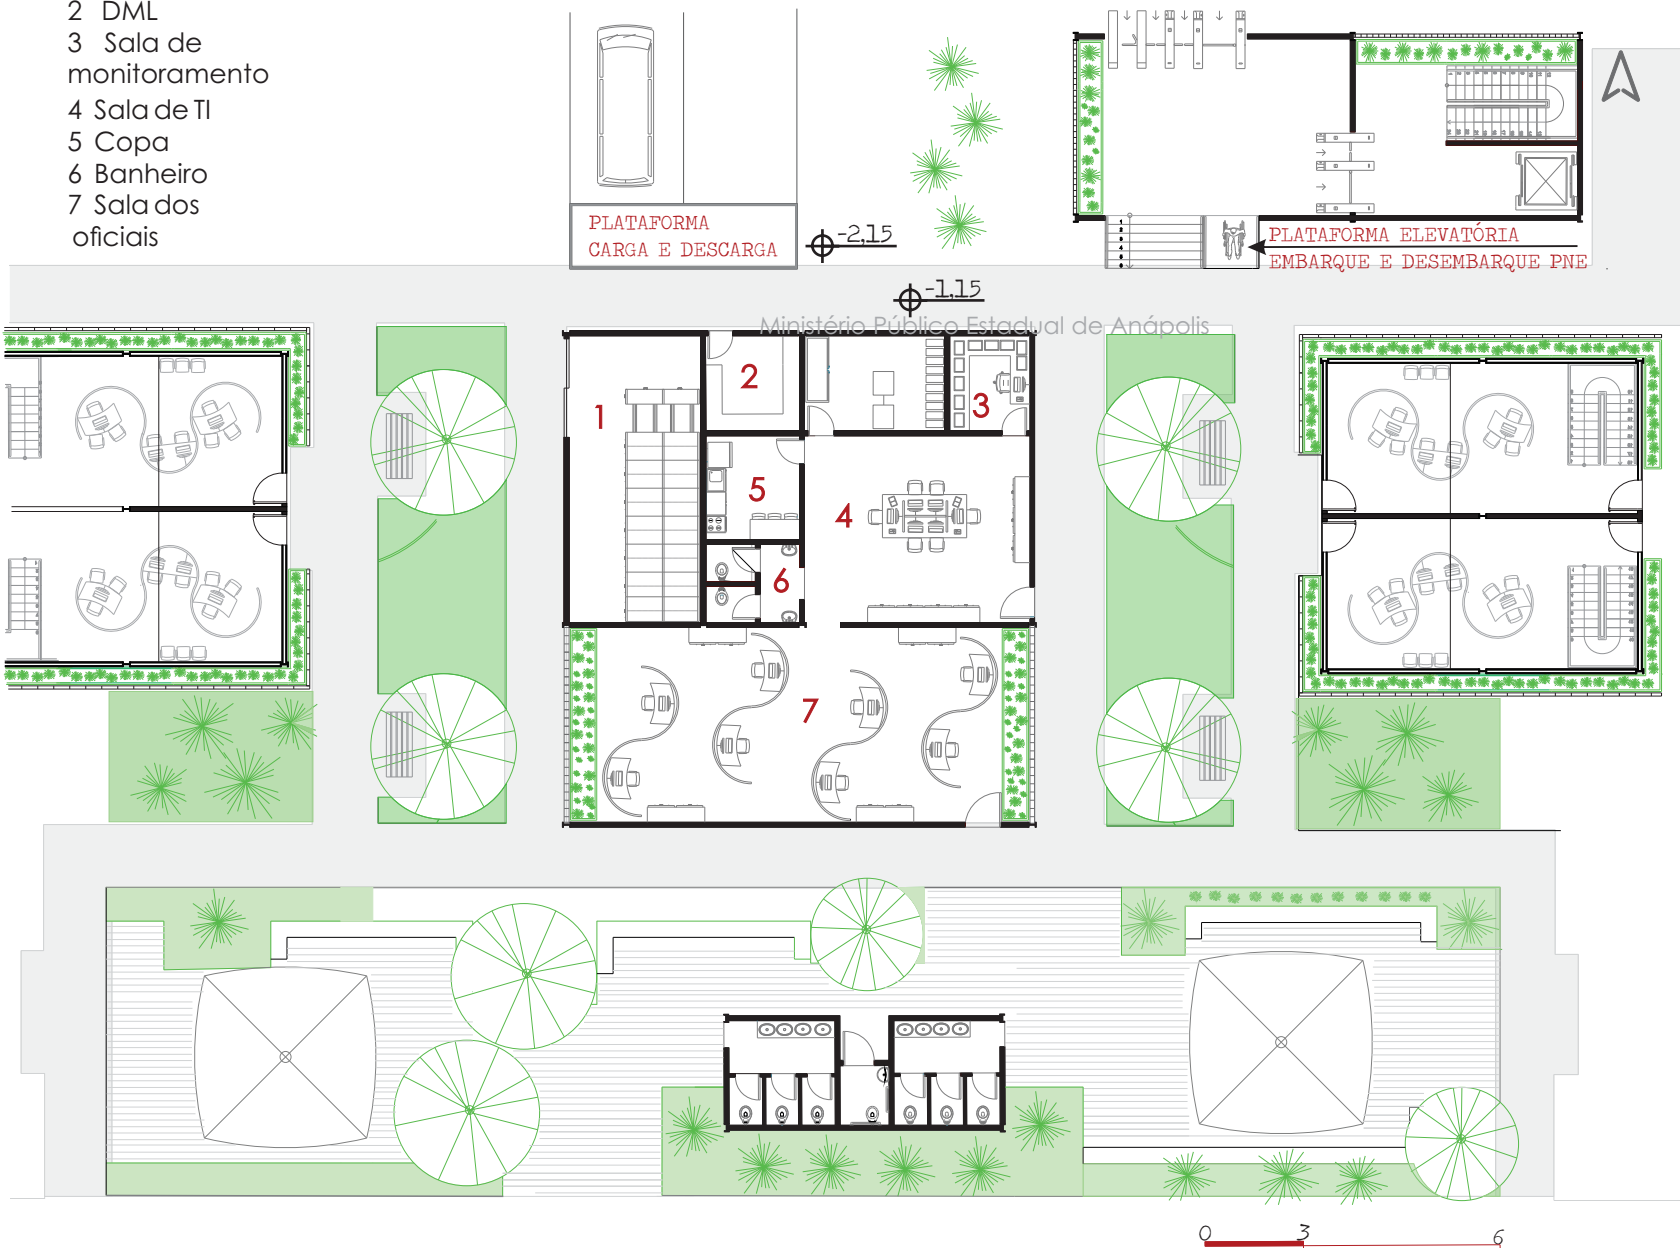 2 DML
3 Sala de
monitoramento
4 Sala de TI
5 Copa
6 Banheiro
7 Sala dos
oficiais
PLATAFORMA
CARGA E DESCARGA
-2,15
PLATAFORMA ELEVATÓRIA
EMBARQUE E DESEMBARQUE PNE
-1,15
Ministério Público Estadual de Anápolis
1
2
3
4
5
6
7
0 3 6